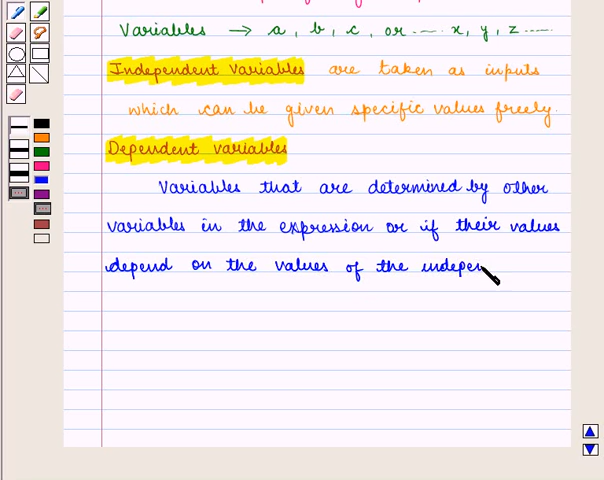 Variables → a, b, c, or ---- x, y, z ----
Independent Variables are taken as inputs
which can be given specific values freely.
Dependent variables
Variables that are determined by other
variables in the expression or if their values
depend on the values of the indepen